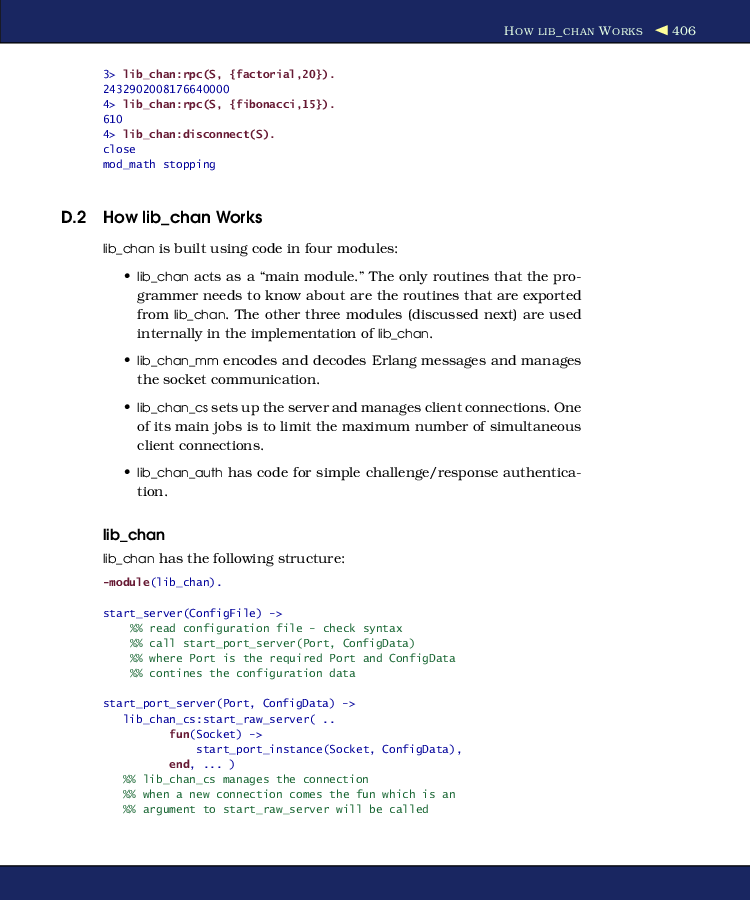 HOW LIB_CHAN WORKS ◀ 406
3> lib_chan:rpc(S, {factorial,20}).
2432902008176640000
4> lib_chan:rpc(S, {fibonacci,15}).
610
4> lib_chan:disconnect(S).
close
mod_math stopping
D.2 How lib_chan Works
lib_chan is built using code in four modules:
• lib_chan acts as a “main module.” The only routines that the pro-
grammer needs to know about are the routines that are exported
from lib_chan. The other three modules (discussed next) are used
internally in the implementation of lib_chan.
• lib_chan_mm encodes and decodes Erlang messages and manages
the socket communication.
• lib_chan_cs sets up the server and manages client connections. One
of its main jobs is to limit the maximum number of simultaneous
client connections.
• lib_chan_auth has code for simple challenge/response authentica-
tion.
lib_chan
lib_chan has the following structure:
-module(lib_chan).
start_server(ConfigFile) ->
%% read configuration file - check syntax
%% call start_port_server(Port, ConfigData)
%% where Port is the required Port and ConfigData
%% contines the configuration data
start_port_server(Port, ConfigData) ->
lib_chan_cs:start_raw_server( ..
fun(Socket) ->
start_port_instance(Socket, ConfigData),
end, ... )
%% lib_chan_cs manages the connection
%% when a new connection comes the fun which is an
%% argument to start_raw_server will be called